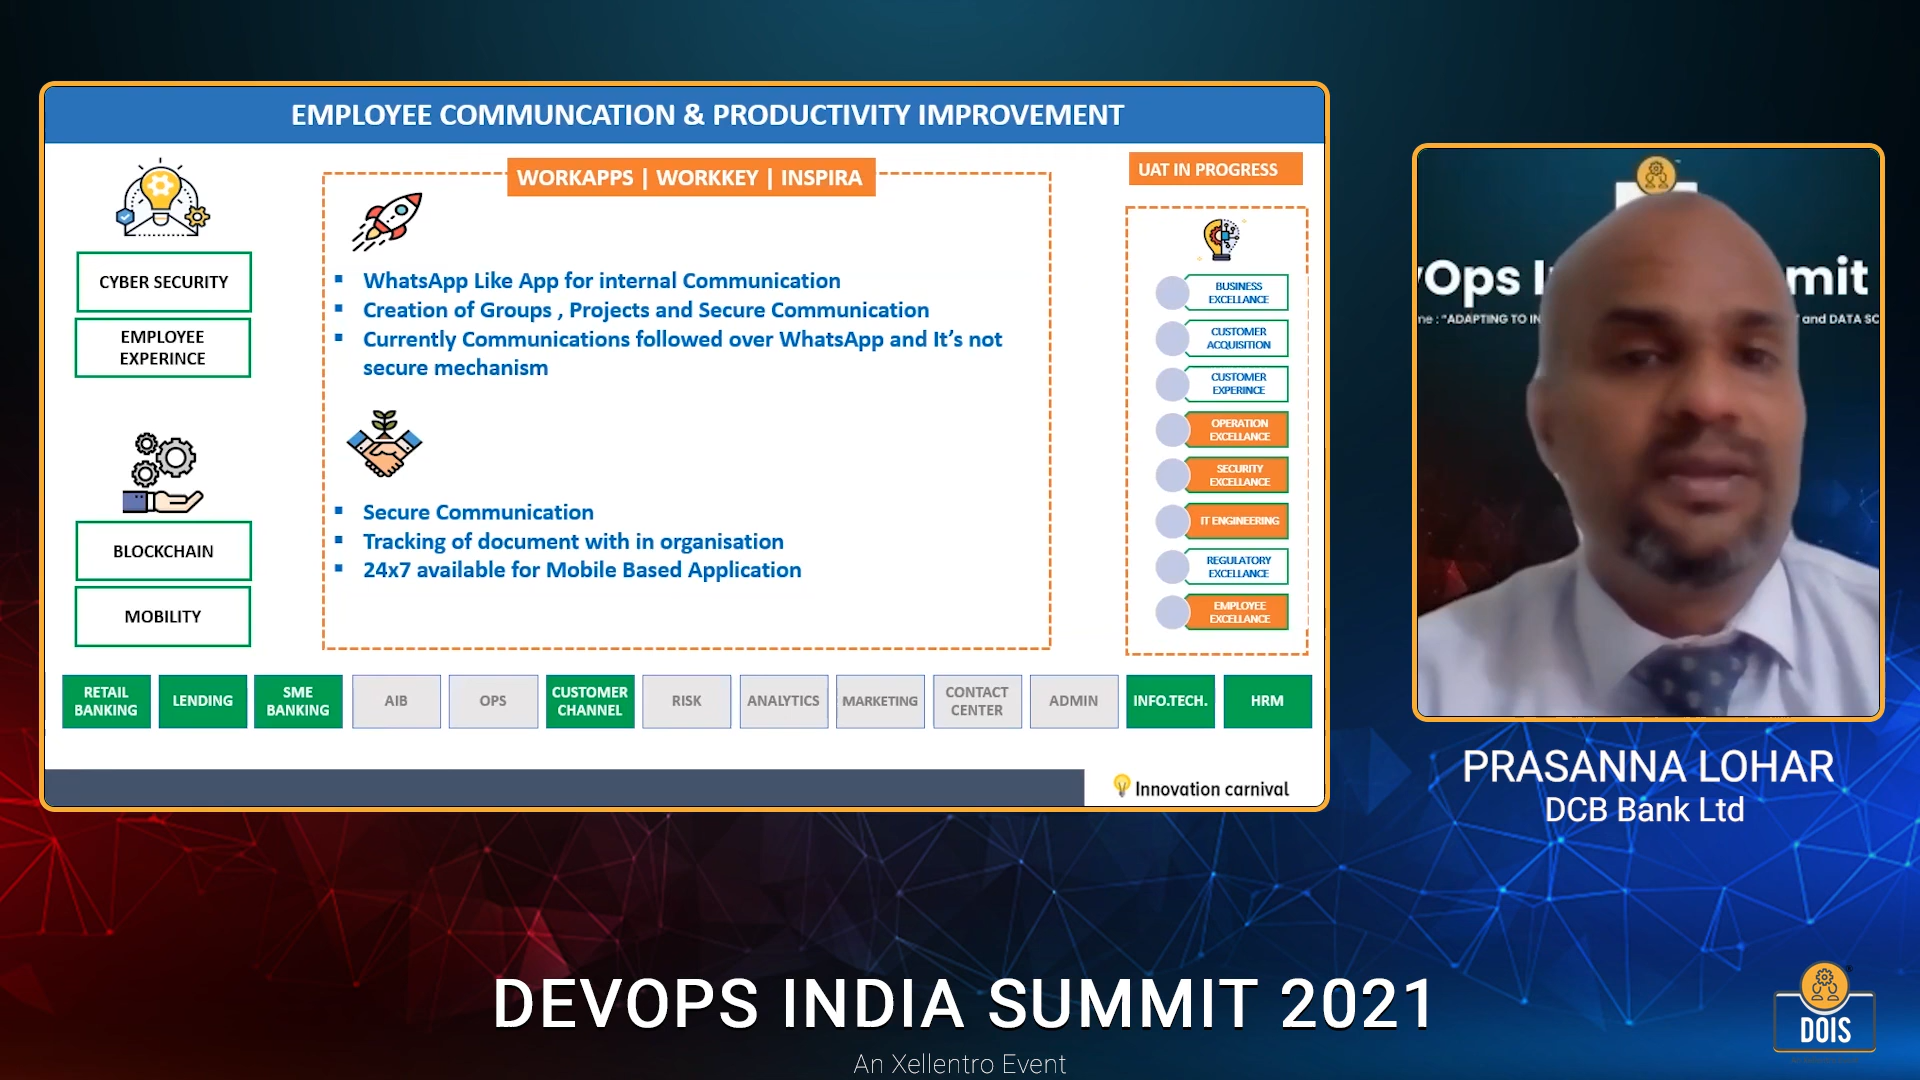 EMPLOYEE COMMUNCATION & PRODUCTIVITY IMPROVEMENT
WORKAPPS | WORKKEY | INSPIRA
UAT IN PROGRESS
CYBER SECURITY
EMPLOYEE
EXPERINCE
BLOCKCHAIN
MOBILITY
▪ WhatsApp Like App for internal Communication
▪ Creation of Groups , Projects and Secure Communication
▪ Currently Communications followed over WhatsApp and It's not
secure mechanism
▪ Secure Communication
▪ Tracking of document with in organisation
▪ 24x7 available for Mobile Based Application
BUSINESS
EXCELLANCE
CUSTOMER
ACQUISITION
CUSTOMER
EXPERINCE
OPERATION
EXCELLANCE
SECURITY
EXCELLANCE
IT ENGINEERING
REGULATORY
EXCELLANCE
EMPLOYEE
EXCELLANCE
RETAIL
BANKING
LENDING
SME
BANKING
AIB
OPS
CUSTOMER
CHANNEL
RISK
ANALYTICS
MARKETING
CONTACT
CENTER
ADMIN
INFO.TECH.
HRM
Innovation carnival
vOps I
mit
me : "ADAPTING TO IN
and DATA SC
PRASANNA LOHAR
DCB Bank Ltd
DEVOPS INDIA SUMMIT 2021
An Xellentro Event
DOIS